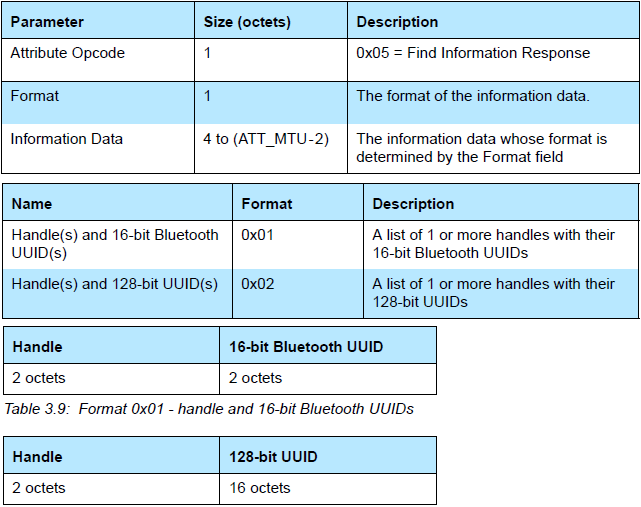 Parameter Size (octets) Description
Attribute Opcode 1 0x05 = Find Information Response
Format 1 The format of the information data.
Information Data 4 to (ATT_MTU-2) The information data whose format is
determined by the Format field
Name Format Description
Handle(s) and 16-bit Bluetooth 0x01 A list of 1 or more handles with their
UUID(s) 16-bit Bluetooth UUIDs
Handle(s) and 128-bit UUID(s) 0x02 A list of 1 or more handles with their
128-bit UUIDs
Handle 16-bit Bluetooth UUID
2 octets 2 octets
Table 3.9: Format 0x01 - handle and 16-bit Bluetooth UUIDs
Handle 128-bit UUID
2 octets 16 octets